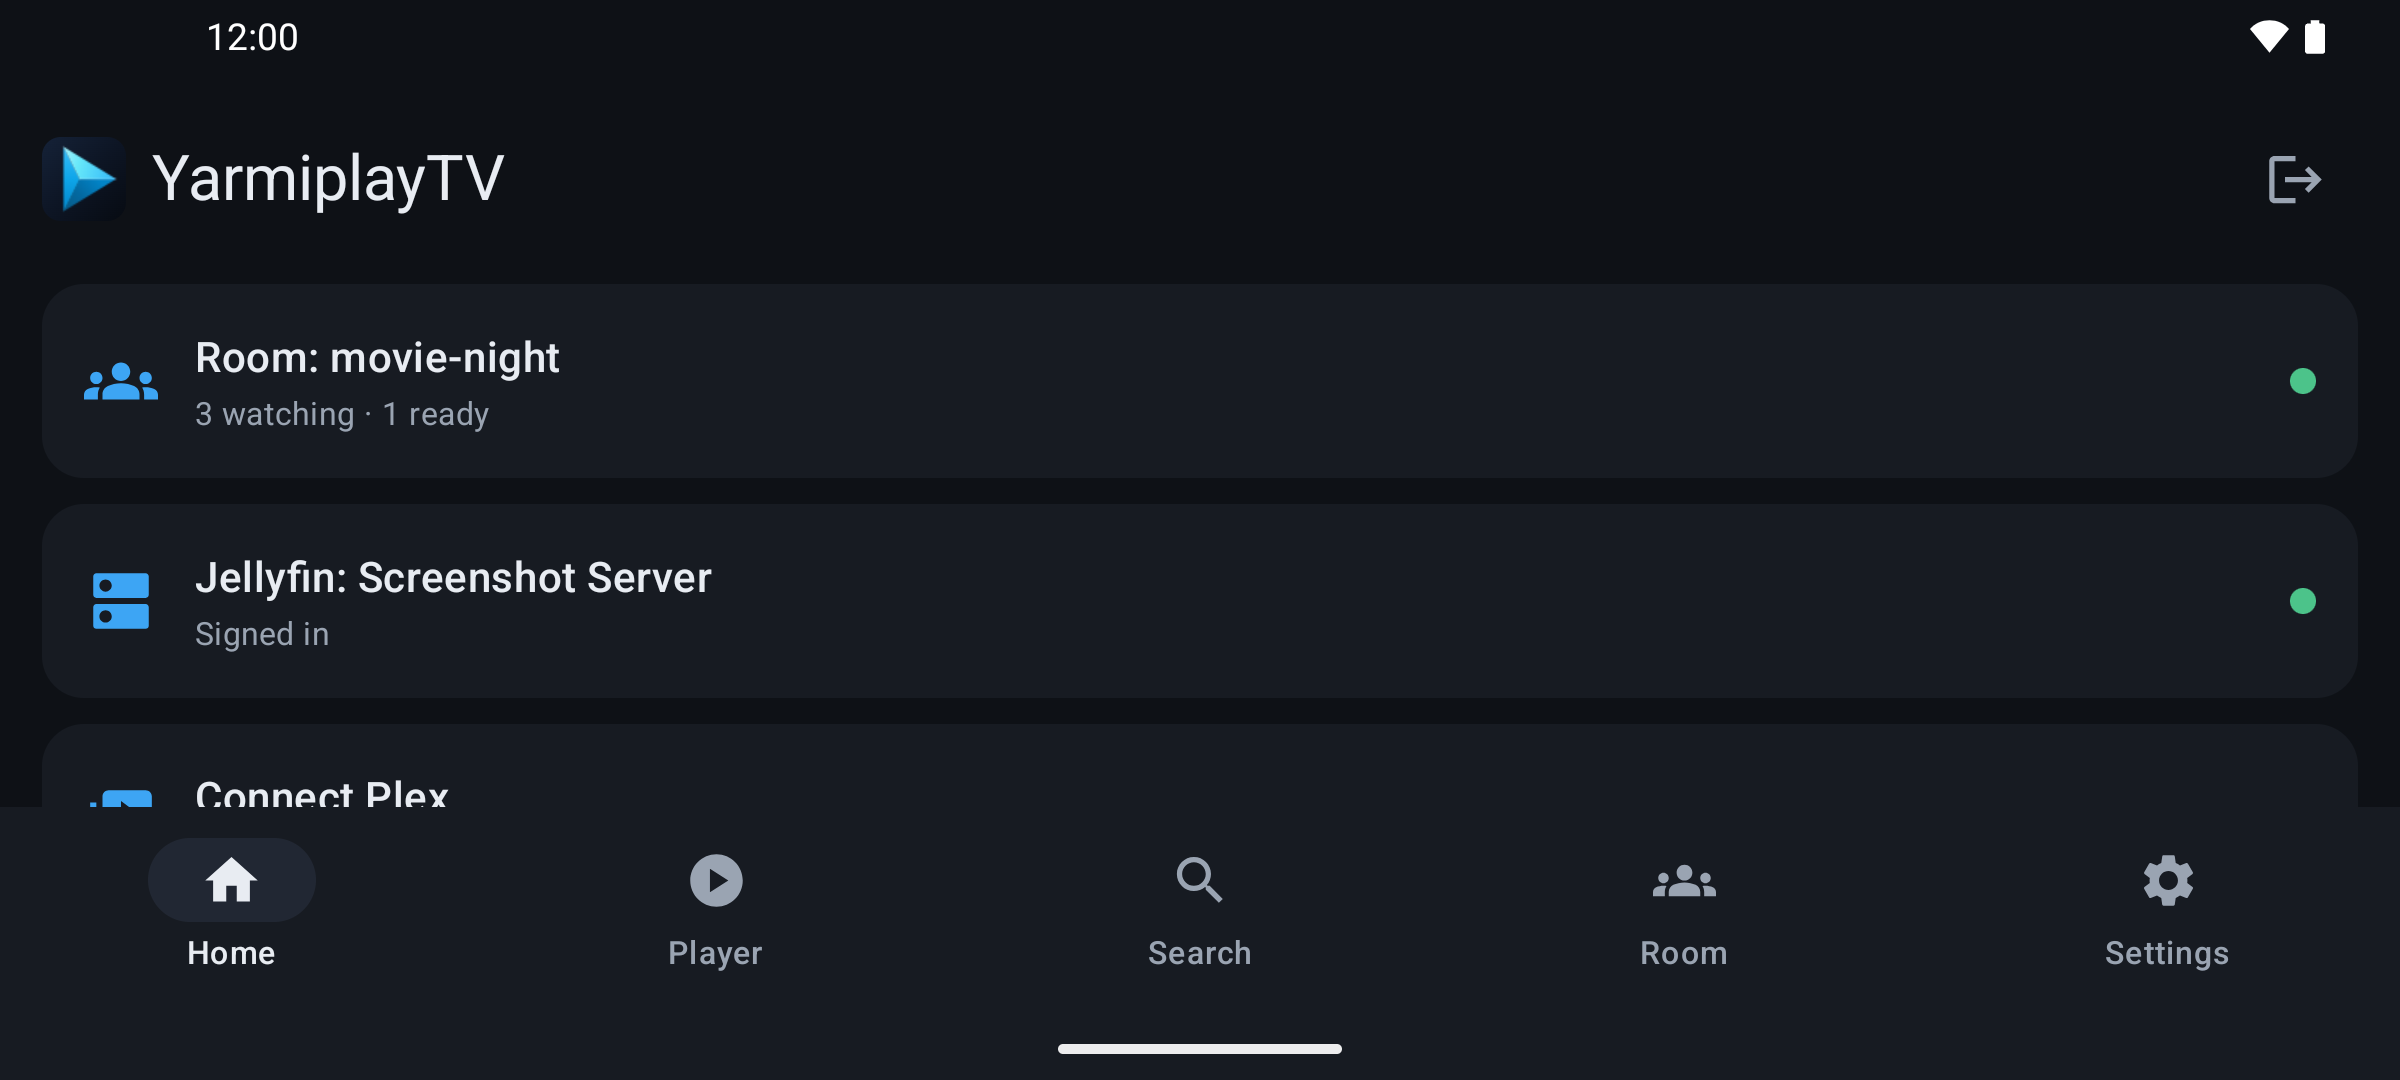 12:00
YarmiplayTV
Room: movie-night
3 watching · 1 ready
Jellyfin: Screenshot Server
Signed in
Connect Plex
Home
Player
Search
Room
Settings